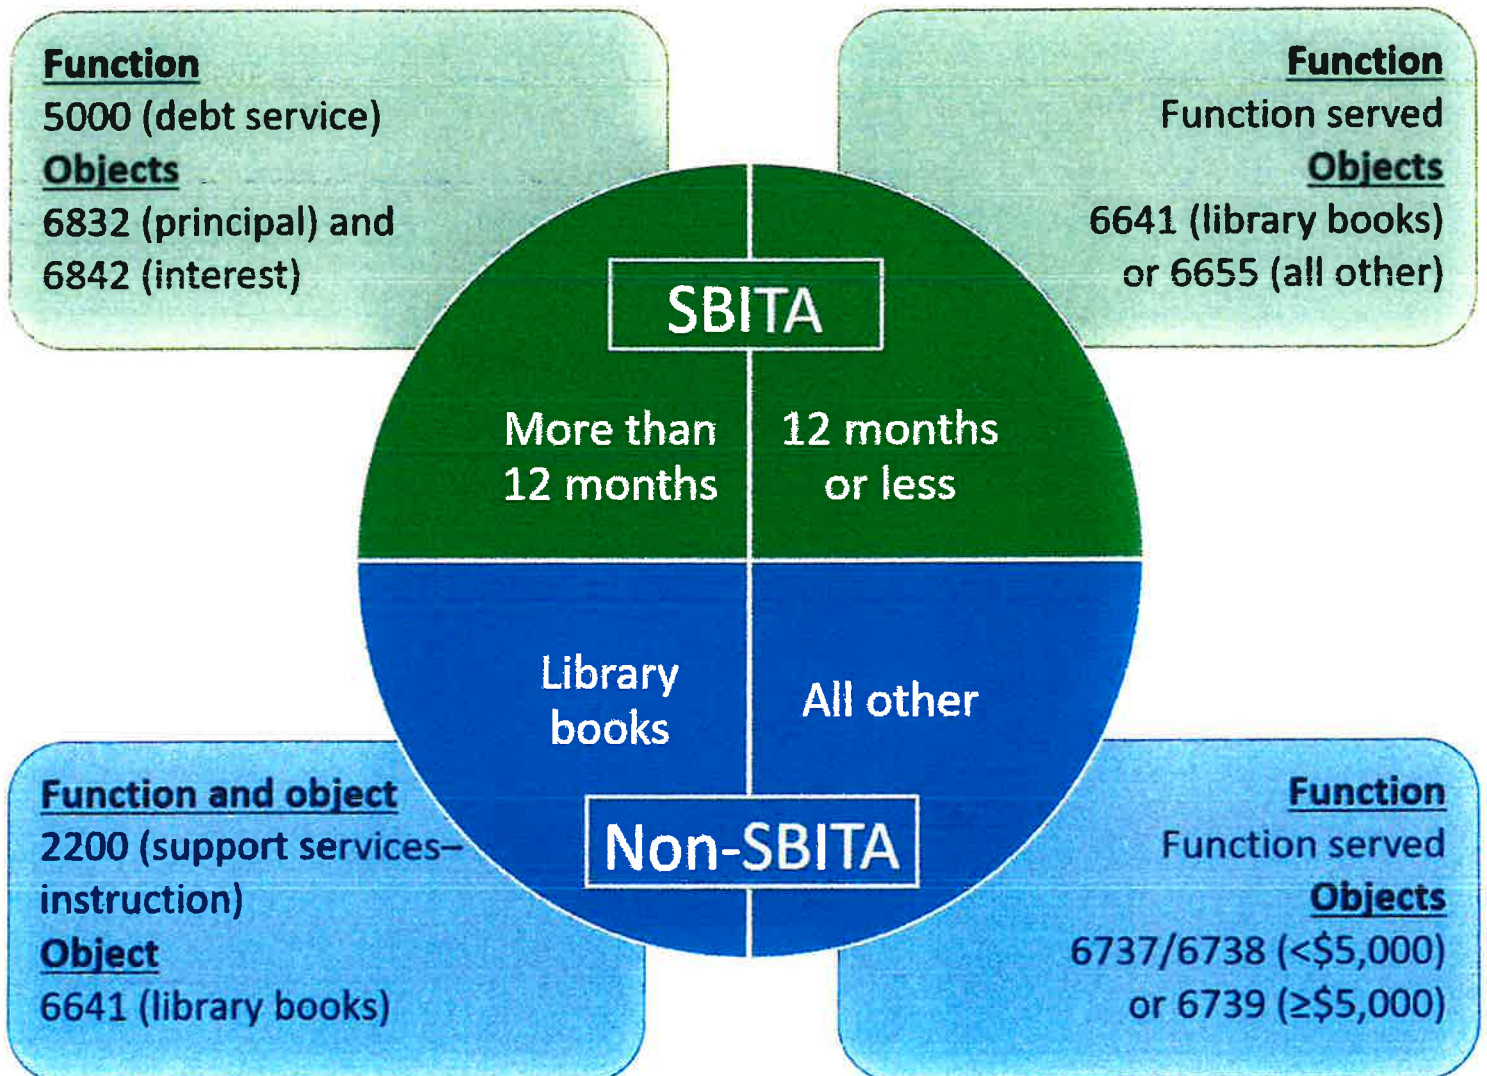 Function
5000 (debt service)
Objects
6832 (principal) and
6842 (interest)
Function
Function served
Objects
6641 (library books)
or 6655 (all other)
SBITA
More than
12 months
12 months
or less
Library
books
All other
Non-SBITA
Function and object
2200 (support services–
instruction)
Object
6641 (library books)
Function
Function served
Objects
6737/6738 (<$5,000)
or 6739 (≥$5,000)